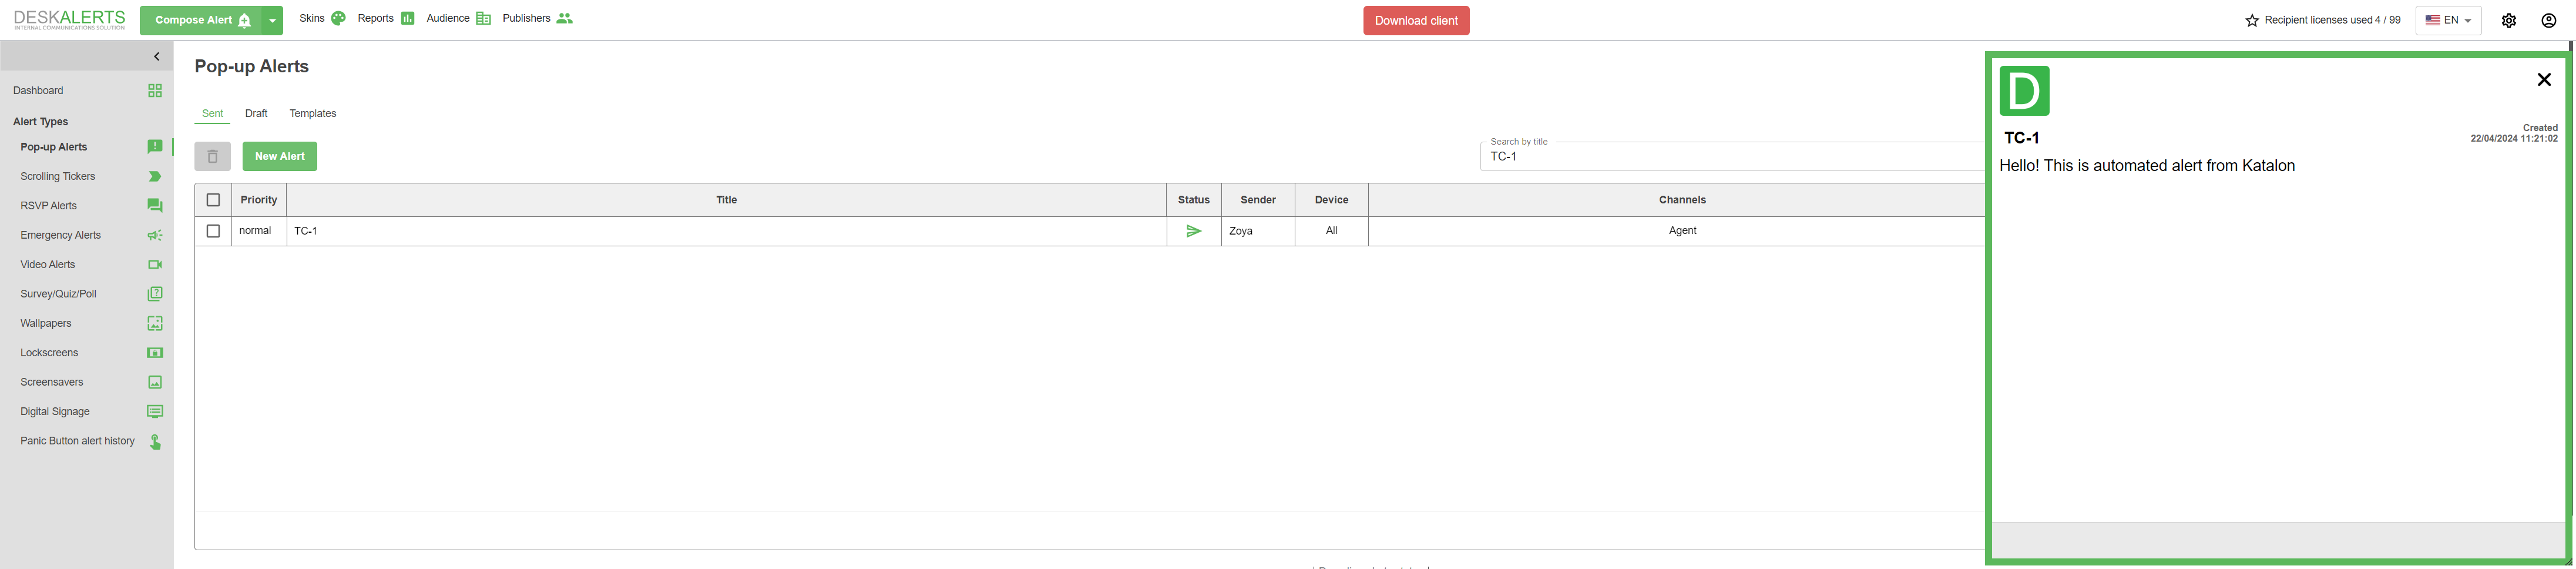 DESKALERTS
INTERNAL COMMUNICATIONS SOLUTION
Compose Alert
Skins
Reports
Audience
Publishers
Download client
Recipient licenses used 4 / 99
EN
Dashboard
Alert Types
Pop-up Alerts
Scrolling Tickers
RSVP Alerts
Emergency Alerts
Video Alerts
Survey/Quiz/Poll
Wallpapers
Lockscreens
Screensavers
Digital Signage
Panic Button alert history
Pop-up Alerts
Sent Draft Templates
New Alert
Search by title
TC-1
Priority Title Status Sender Device Channels
normal TC-1 Zoya All Agent
D
Created
22/04/2024 11:21:02
TC-1
Hello! This is automated alert from Katalon